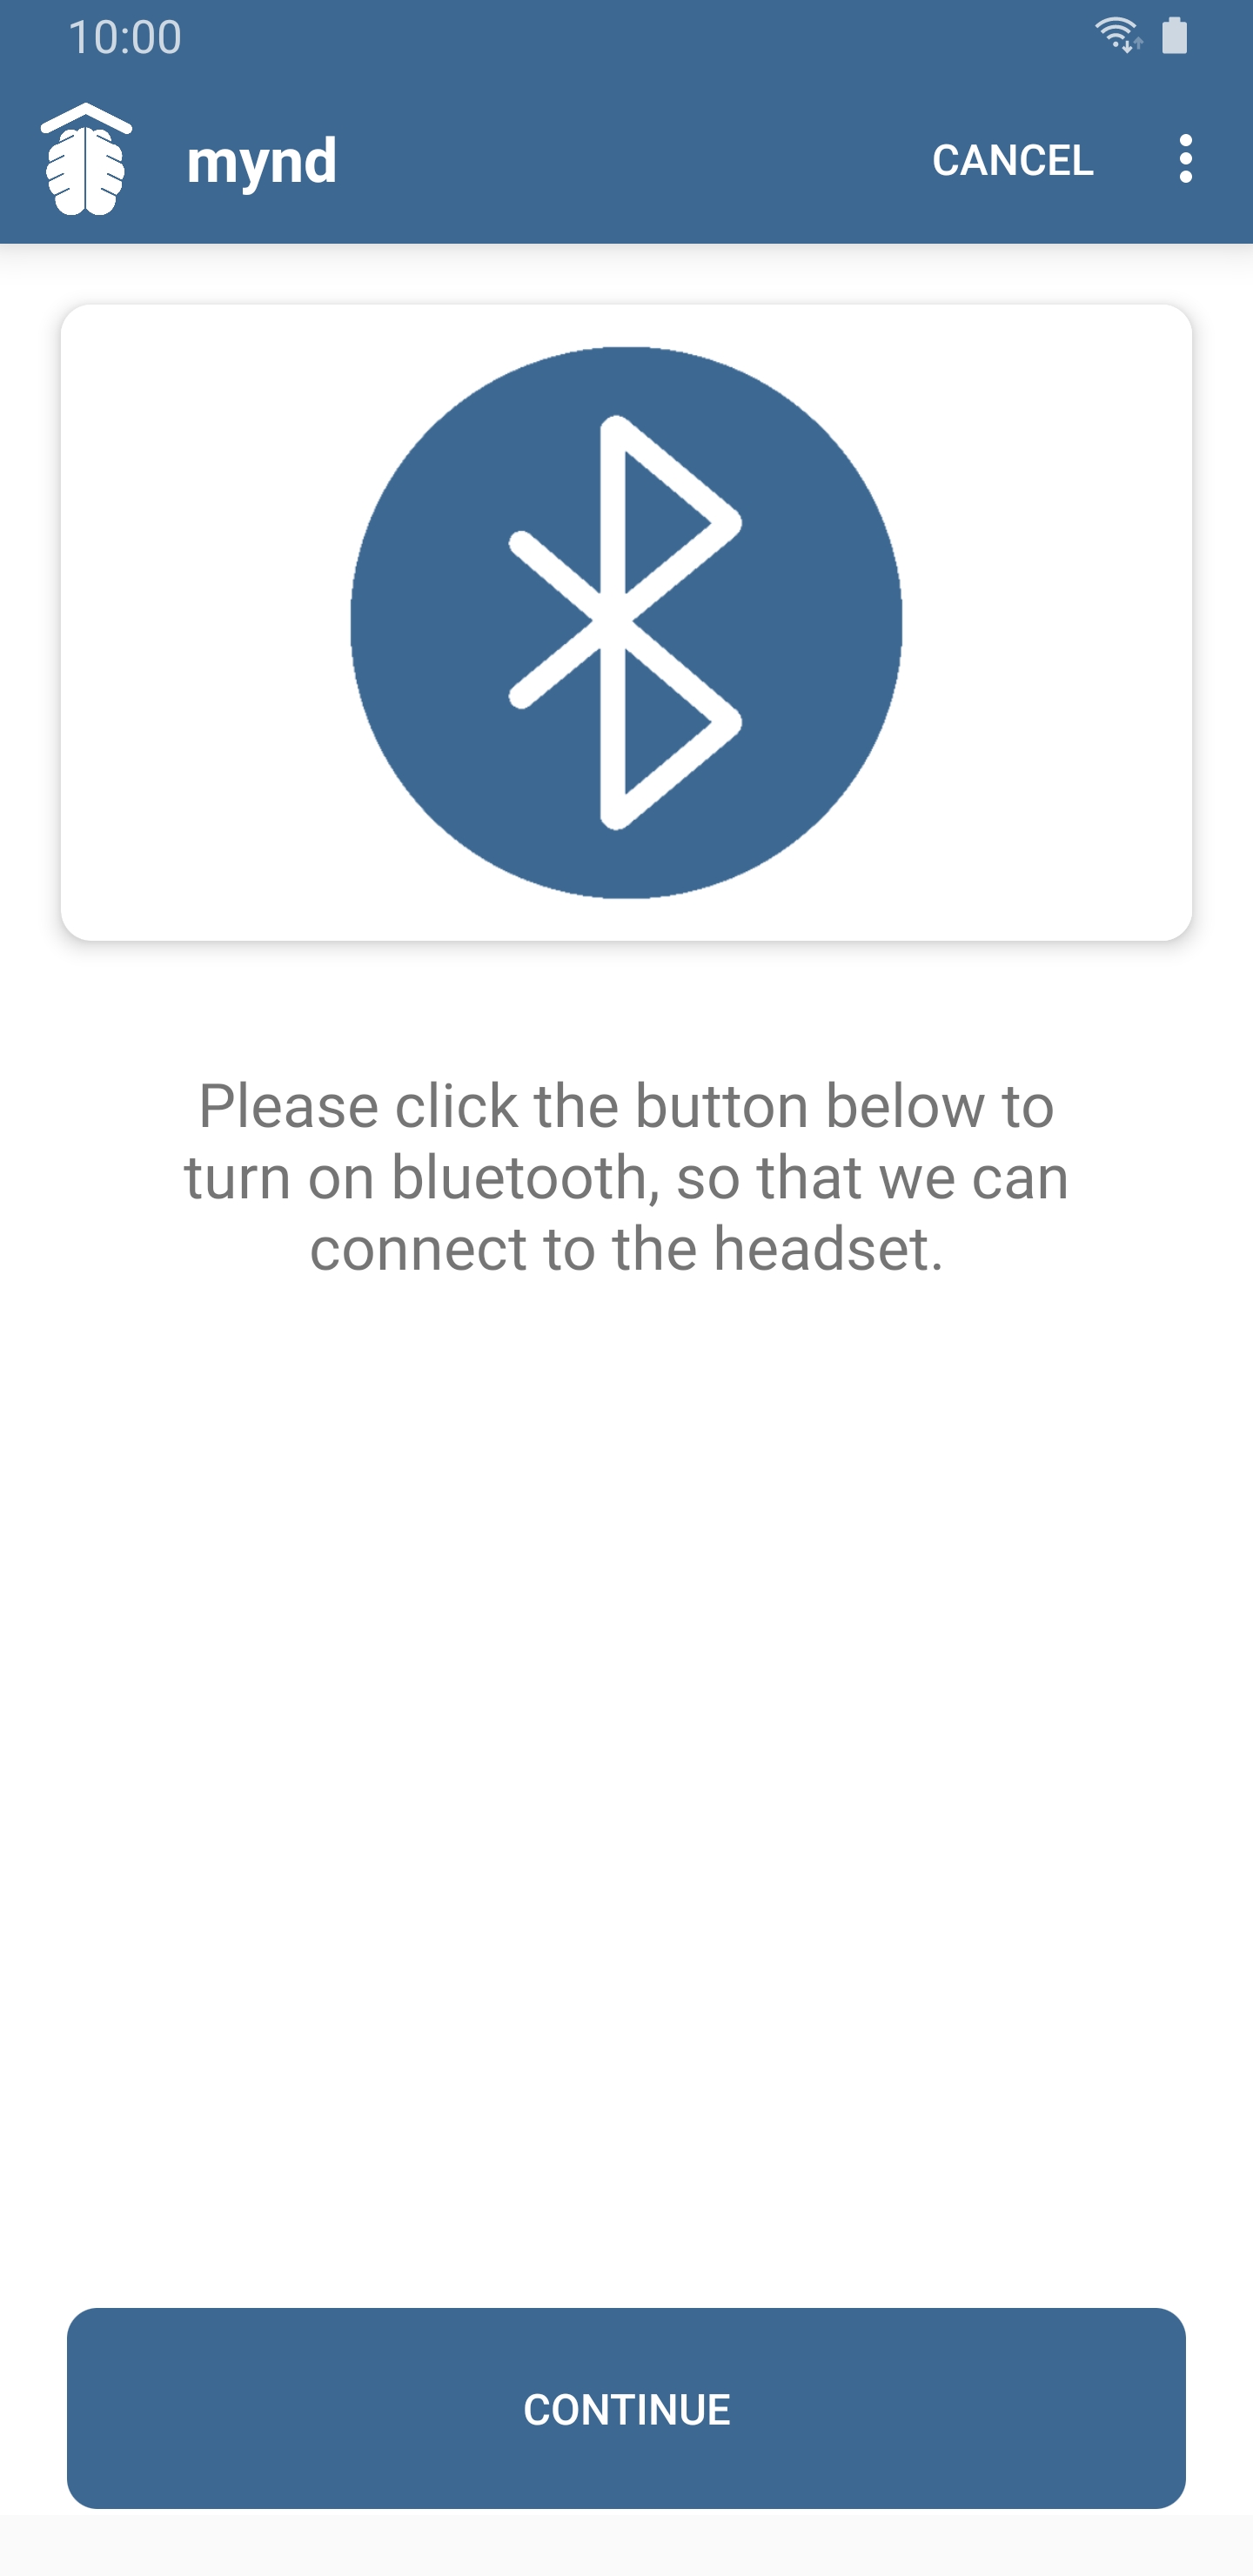 10:00
mynd
CANCEL
Please click the button below to
turn on bluetooth, so that we can
connect to the headset.
CONTINUE